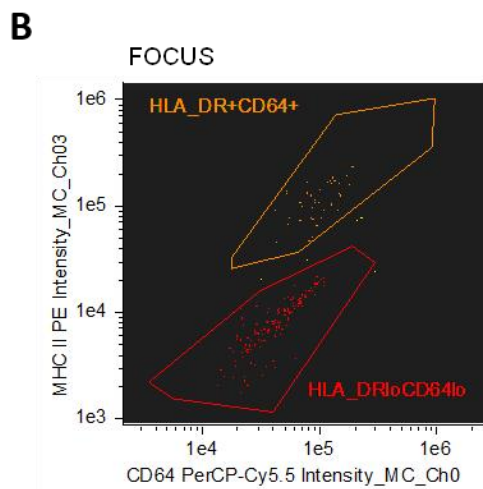 B
FOCUS
HLA_DR+CD64+
HLA_DRloCD64lo
1e6
1e5
1e4
1e3
MHC II PE Intensity_MC_Ch03
1e4 1e5 1e6
CD64 PerCP-Cy5.5 Intensity_MC_Ch0